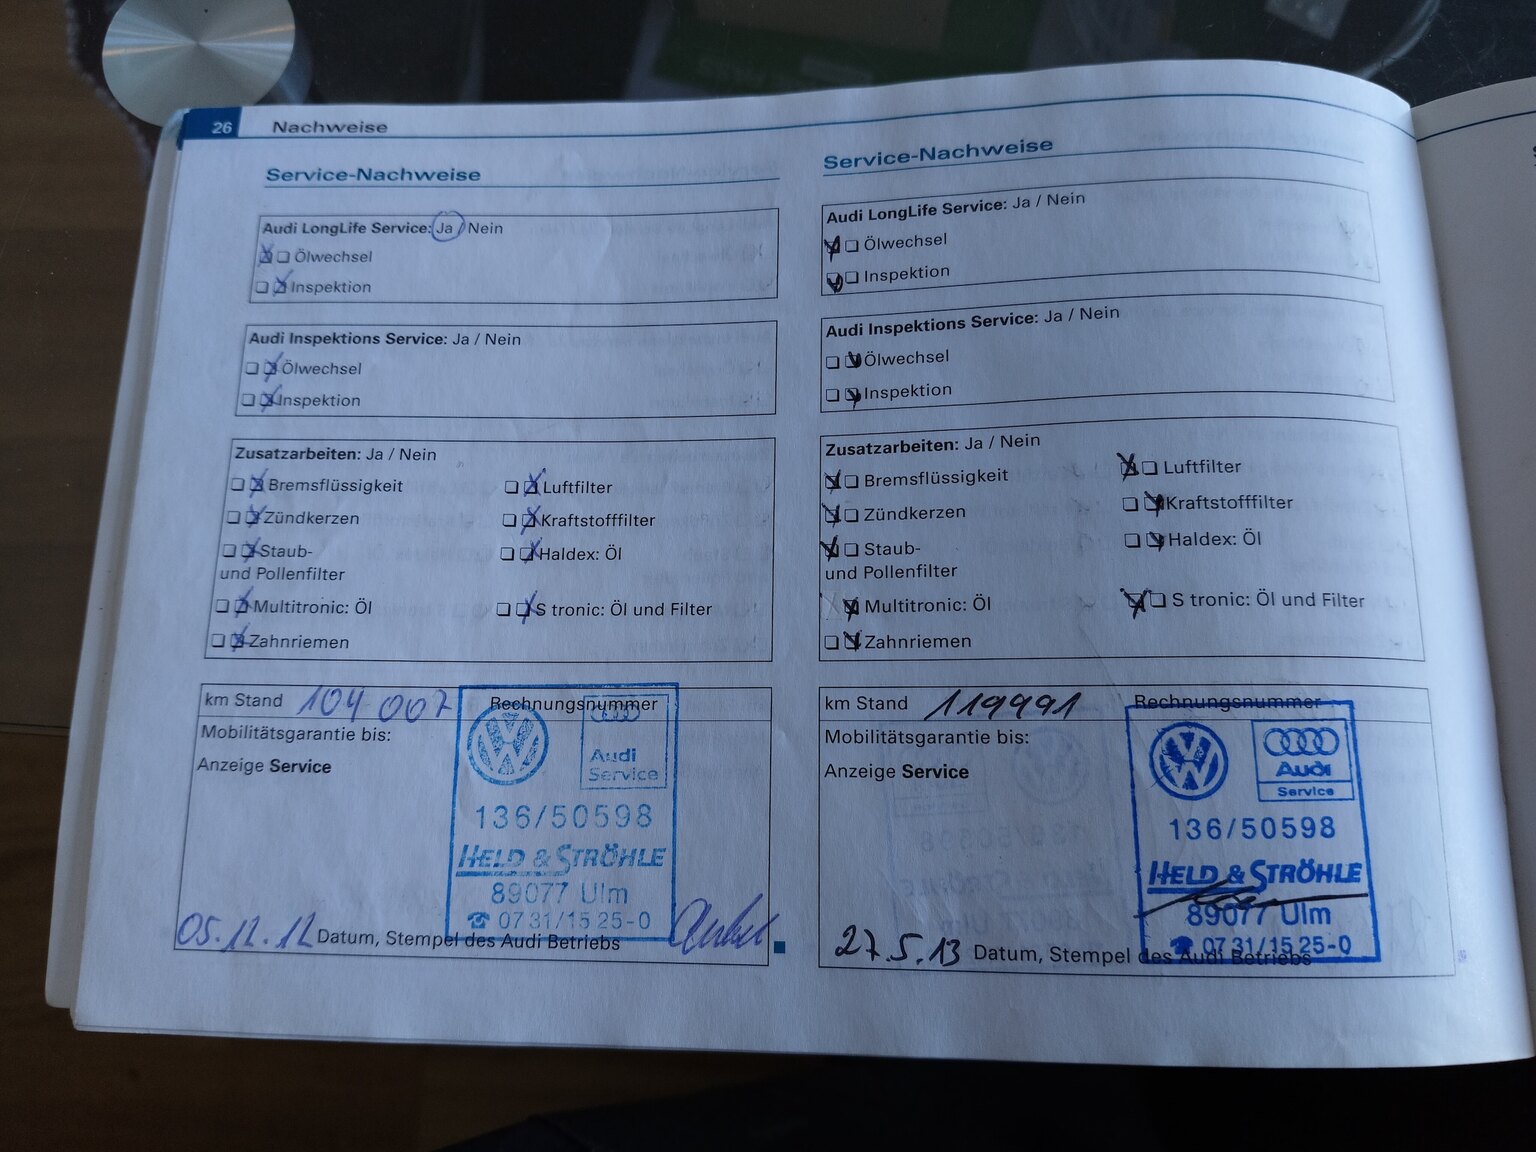 26 Nachweise
Service-Nachweise
Audi LongLife Service: Ja / Nein
Ölwechsel
Inspektion
Audi Inspektions Service: Ja / Nein
Ölwechsel
Inspektion
Zusatzarbeiten: Ja / Nein
Bremsflüssigkeit
Luftfilter
Zündkerzen
Kraftstofffilter
Staub-
und Pollenfilter
Haldex: Öl
Multitronic: Öl
S tronic: Öl und Filter
Zahnriemen
km Stand 104 007
Rechnungsnummer
Mobilitätsgarantie bis:
Anzeige Service
Audi
Service
136/50598
HELD & STRÖHLE
89077 Ulm
☎ 0731/15 25-0
05.12.12 Datum, Stempel des Audi Betriebs
Service-Nachweise
Audi LongLife Service: Ja / Nein
Ölwechsel
Inspektion
Audi Inspektions Service: Ja / Nein
Ölwechsel
Inspektion
Zusatzarbeiten: Ja / Nein
Bremsflüssigkeit
Luftfilter
Zündkerzen
Kraftstofffilter
Staub-
und Pollenfilter
Haldex: Öl
Multitronic: Öl
S tronic: Öl und Filter
Zahnriemen
km Stand 119991
Rechnungsnummer
Mobilitätsgarantie bis:
Anzeige Service
Audi
Service
136/50598
HELD & STRÖHLE
89077 Ulm
☎ 0731/15 25-0
27.5.13 Datum, Stempel des Audi Betriebs